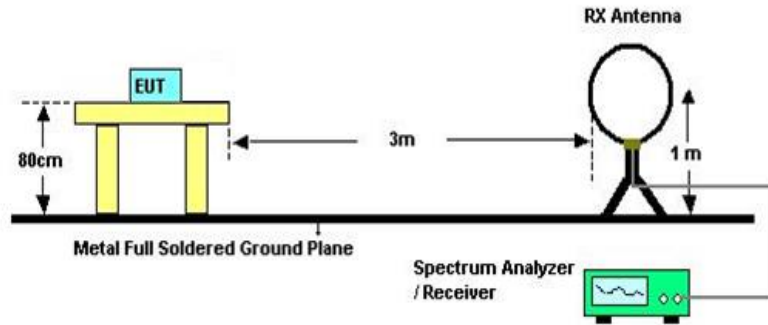 RX Antenna
EUT
3m
80cm
1 m
Metal Full Soldered Ground Plane
Spectrum Analyzer
/ Receiver